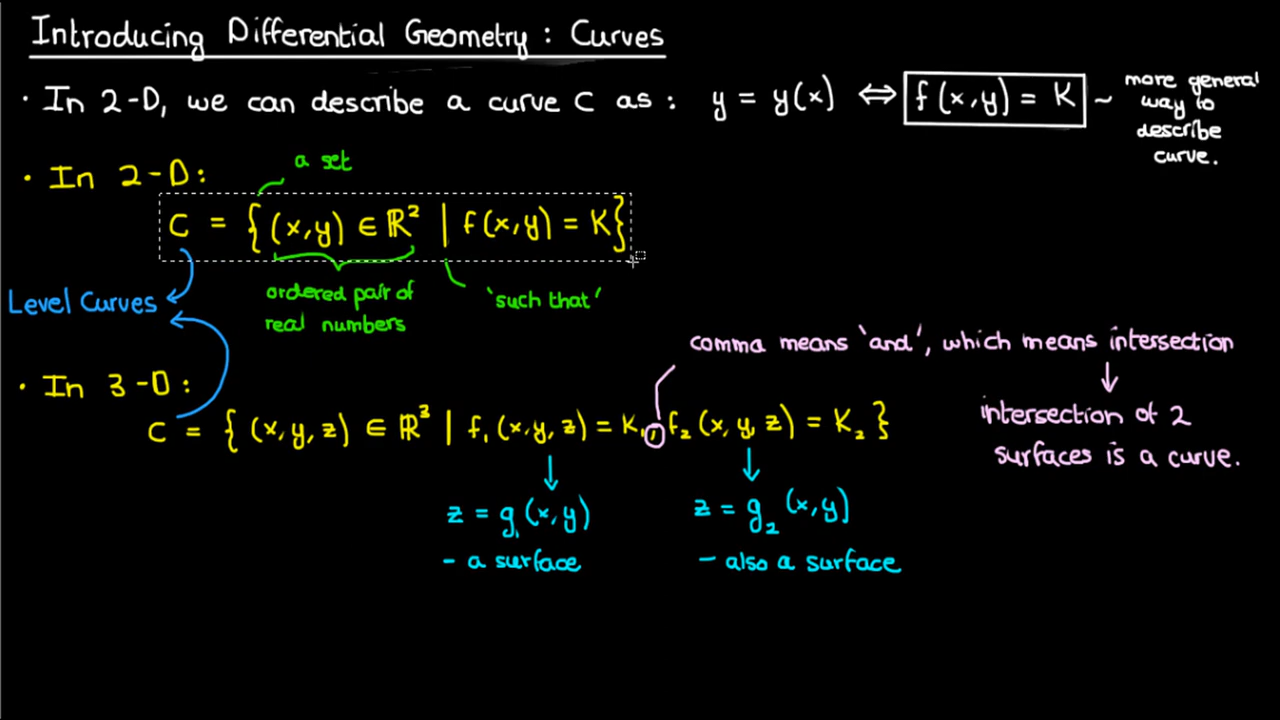 Introducing Differential Geometry : Curves
· In 2-D, we can describe a curve C as : y = y(x) ⇔ f(x,y) = K ~ more general
way to
describe
curve.
· In 2-D :
a set
C = { (x,y) ∈ ℝ² | f(x,y) = K }
ordered pair of
real numbers
'such that'
Level Curves
comma means 'and', which means intersection
↓
intersection of 2
surfaces is a curve.
· In 3-D :
C = { (x,y,z) ∈ ℝ³ | f₁(x,y,z) = K₁, f₂(x,y,z) = K₂ }
↓ ↓
z = g₁(x,y) z = g₂(x,y)
- a surface - also a surface